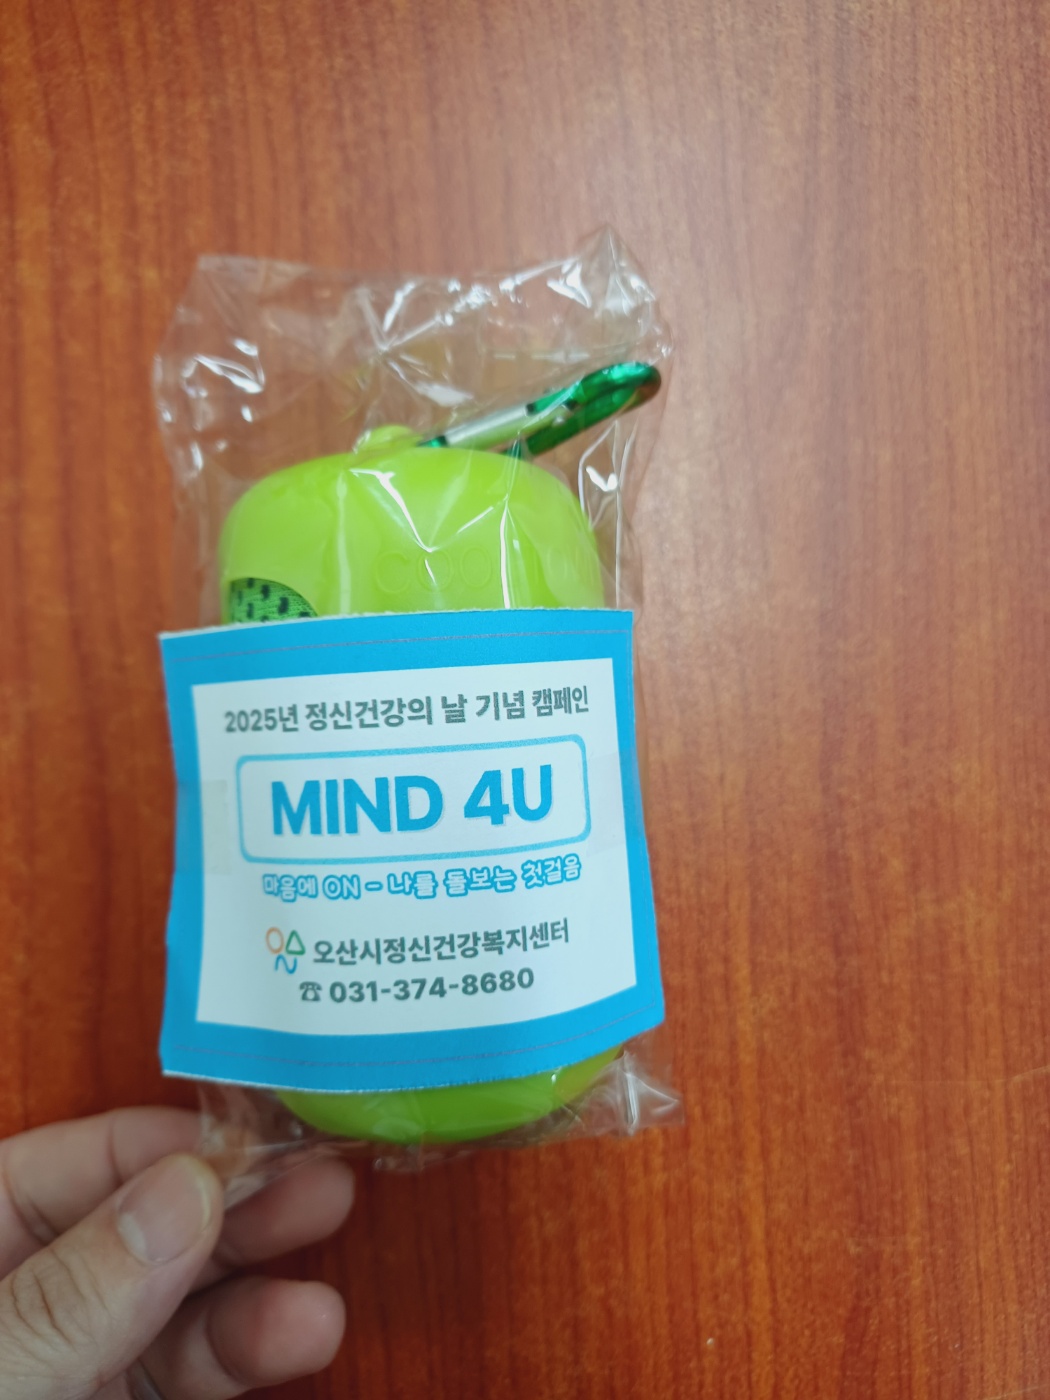 COO
2025년 정신건강의 날 기념 캠페인
MIND 4U
마음에 ON - 나를 돌보는 첫걸음
오산시정신건강복지센터
☎ 031-374-8680